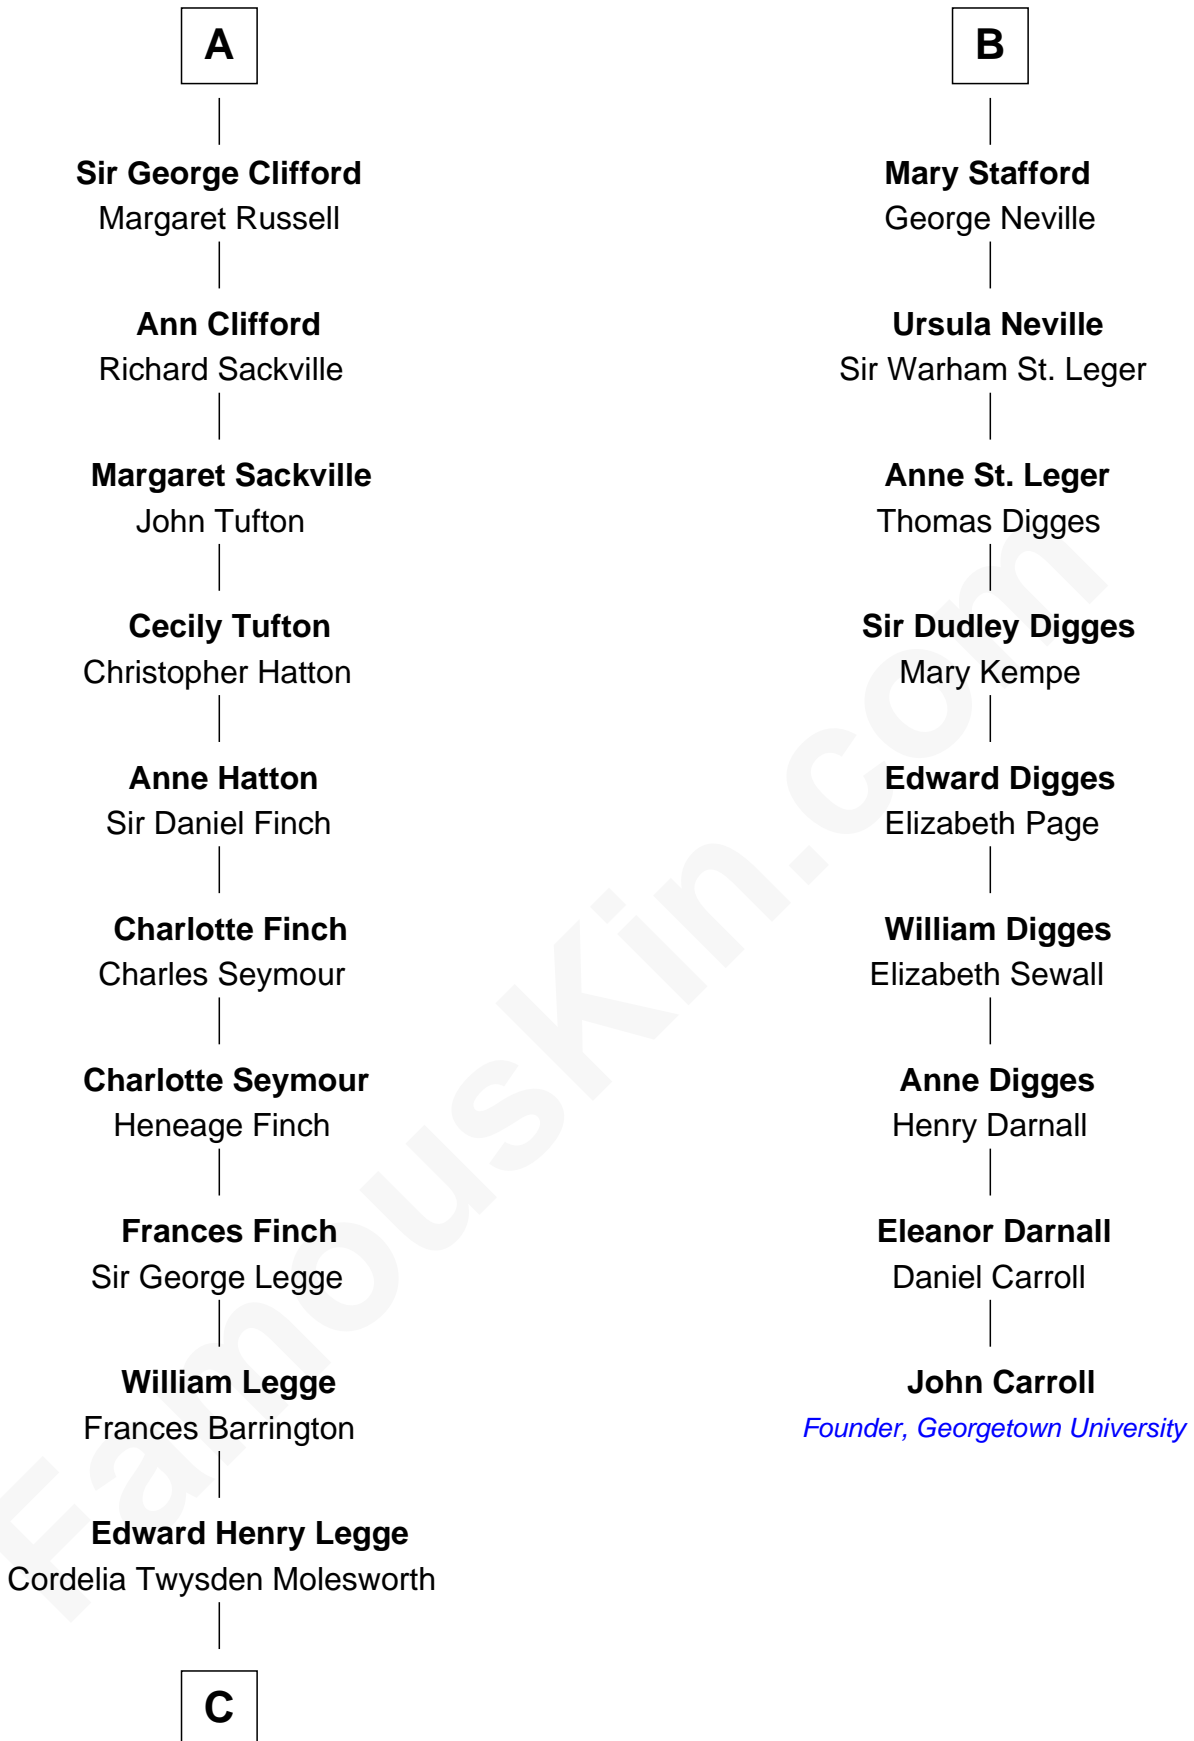 A
Sir George Clifford
Margaret Russell
Ann Clifford
Richard Sackville
Margaret Sackville
John Tufton
Cecily Tufton
Christopher Hatton
Anne Hatton
Sir Daniel Finch
Charlotte Finch
Charles Seymour
Charlotte Seymour
Heneage Finch
Frances Finch
Sir George Legge
William Legge
Frances Barrington
Edward Henry Legge
Cordelia Twysden Molesworth
C
B
Mary Stafford
George Neville
Ursula Neville
Sir Warham St. Leger
Anne St. Leger
Thomas Digges
Sir Dudley Digges
Mary Kempe
Edward Digges
Elizabeth Page
William Digges
Elizabeth Sewall
Anne Digges
Henry Darnall
Eleanor Darnall
Daniel Carroll
John Carroll
Founder, Georgetown University
FamousKin.com